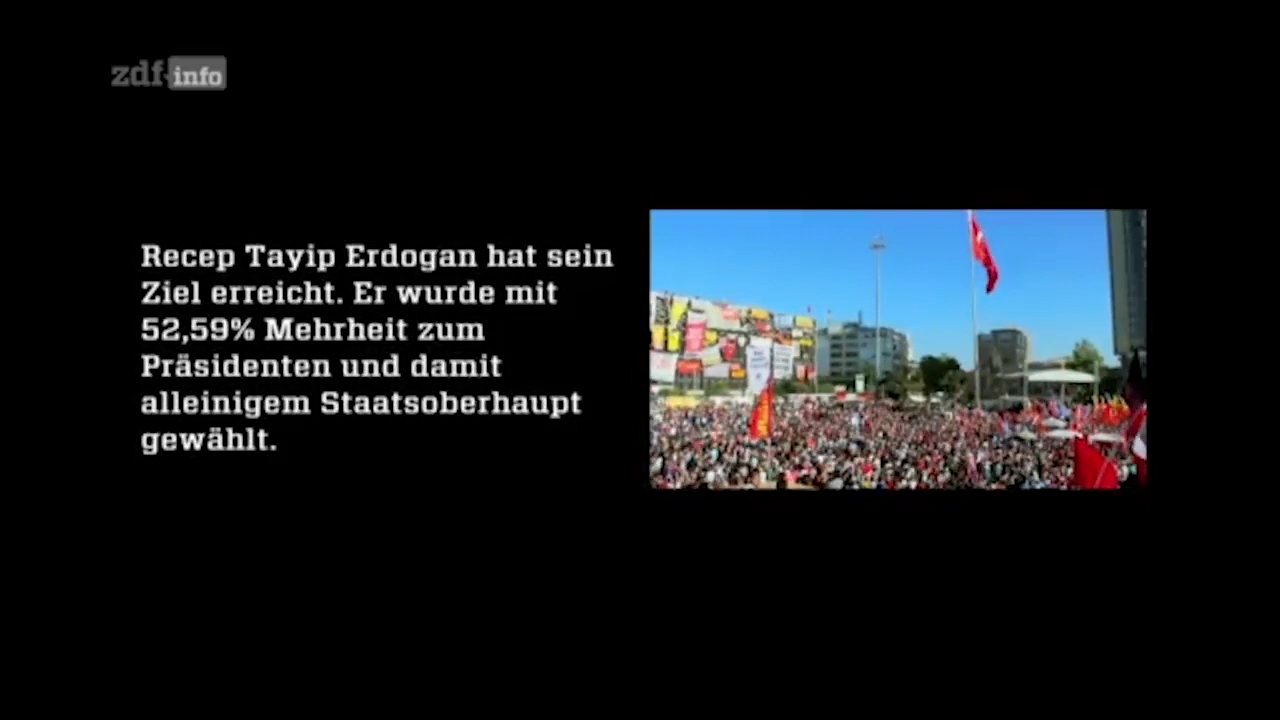 zdf info
Recep Tayip Erdogan hat sein
Ziel erreicht. Er wurde mit
52,59% Mehrheit zum
Präsidenten und damit
alleinigem Staatsoberhaupt
gewählt.